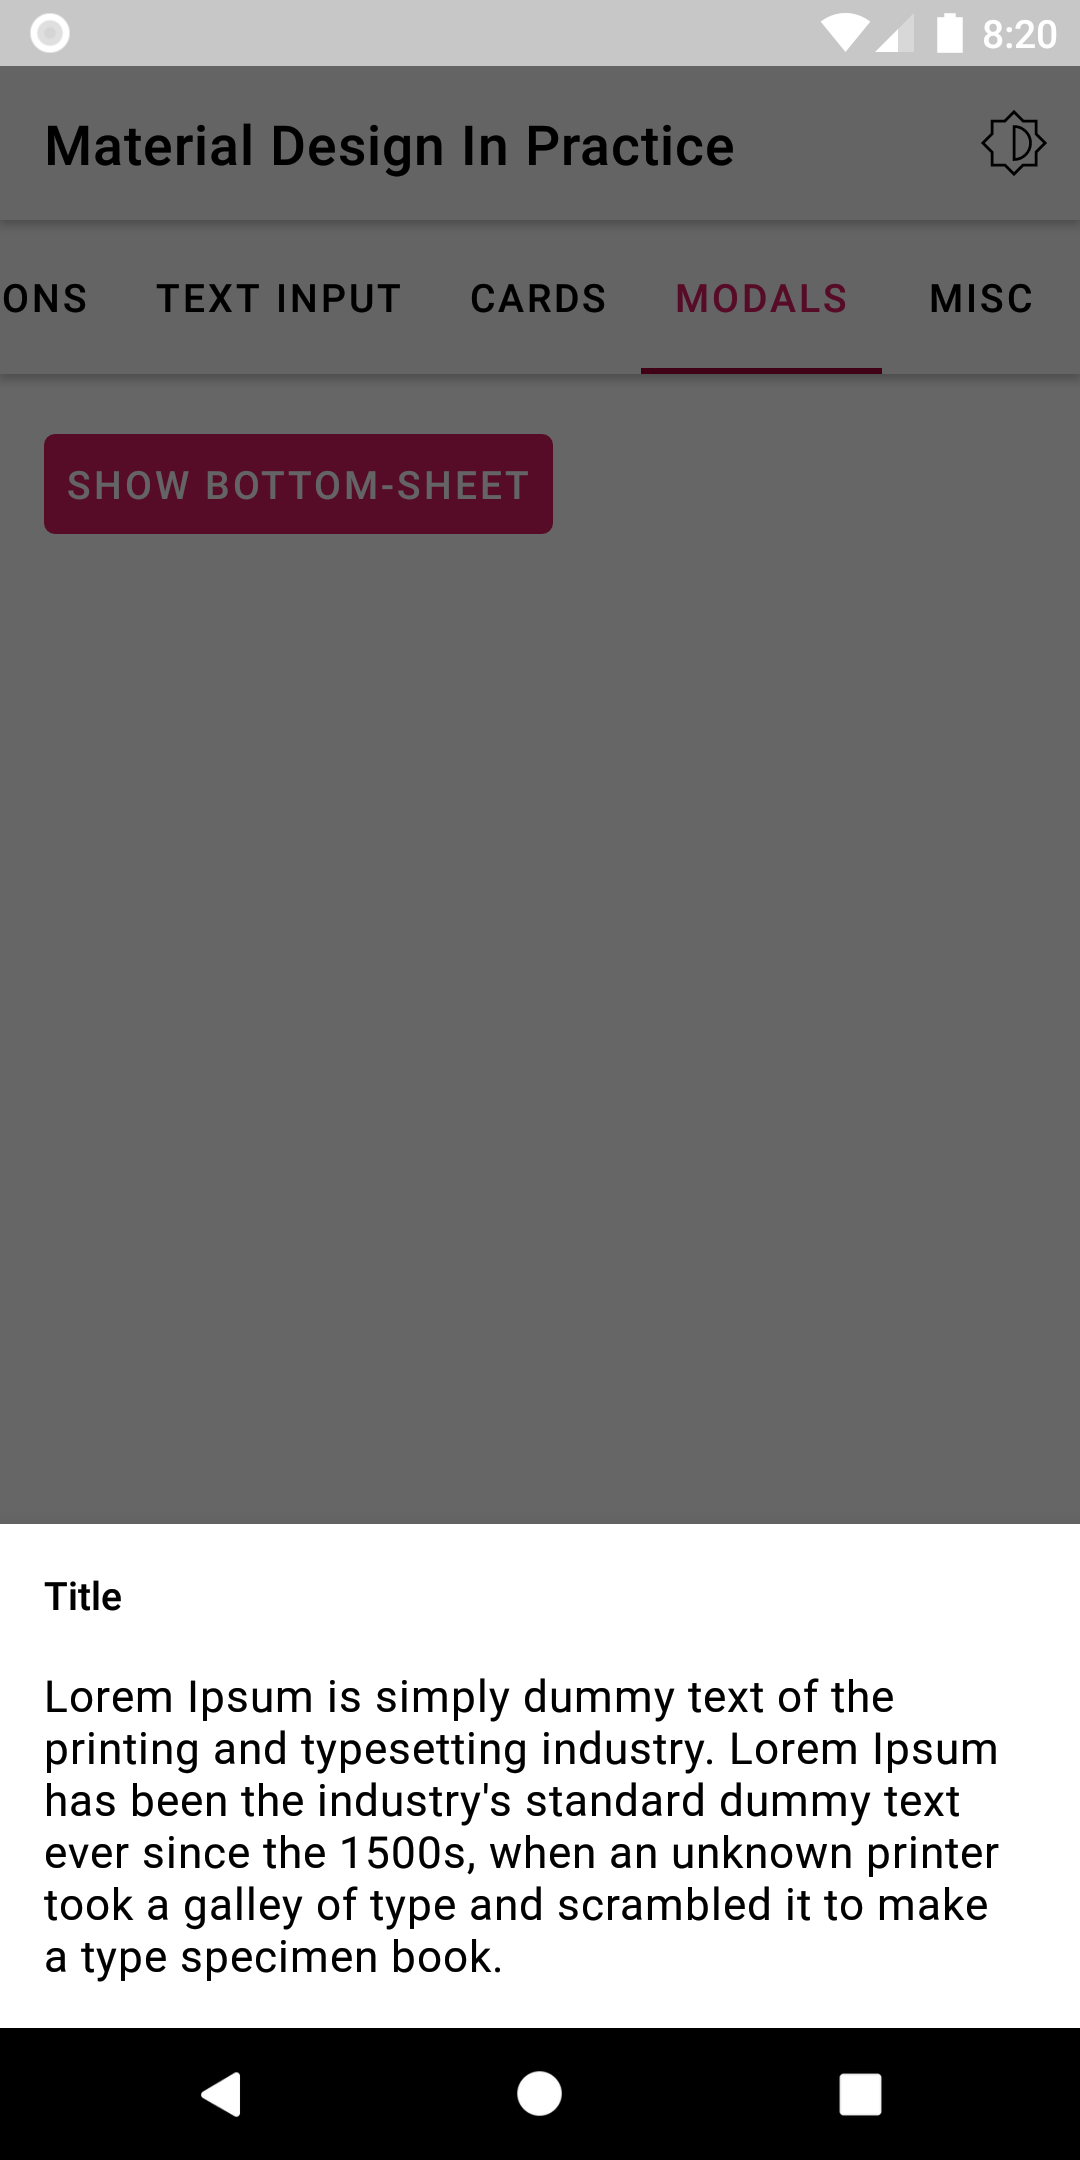 8:20
Material Design In Practice
ONS TEXT INPUT CARDS MODALS MISC
SHOW BOTTOM-SHEET
Title
Lorem Ipsum is simply dummy text of the
printing and typesetting industry. Lorem Ipsum
has been the industry's standard dummy text
ever since the 1500s, when an unknown printer
took a galley of type and scrambled it to make
a type specimen book.